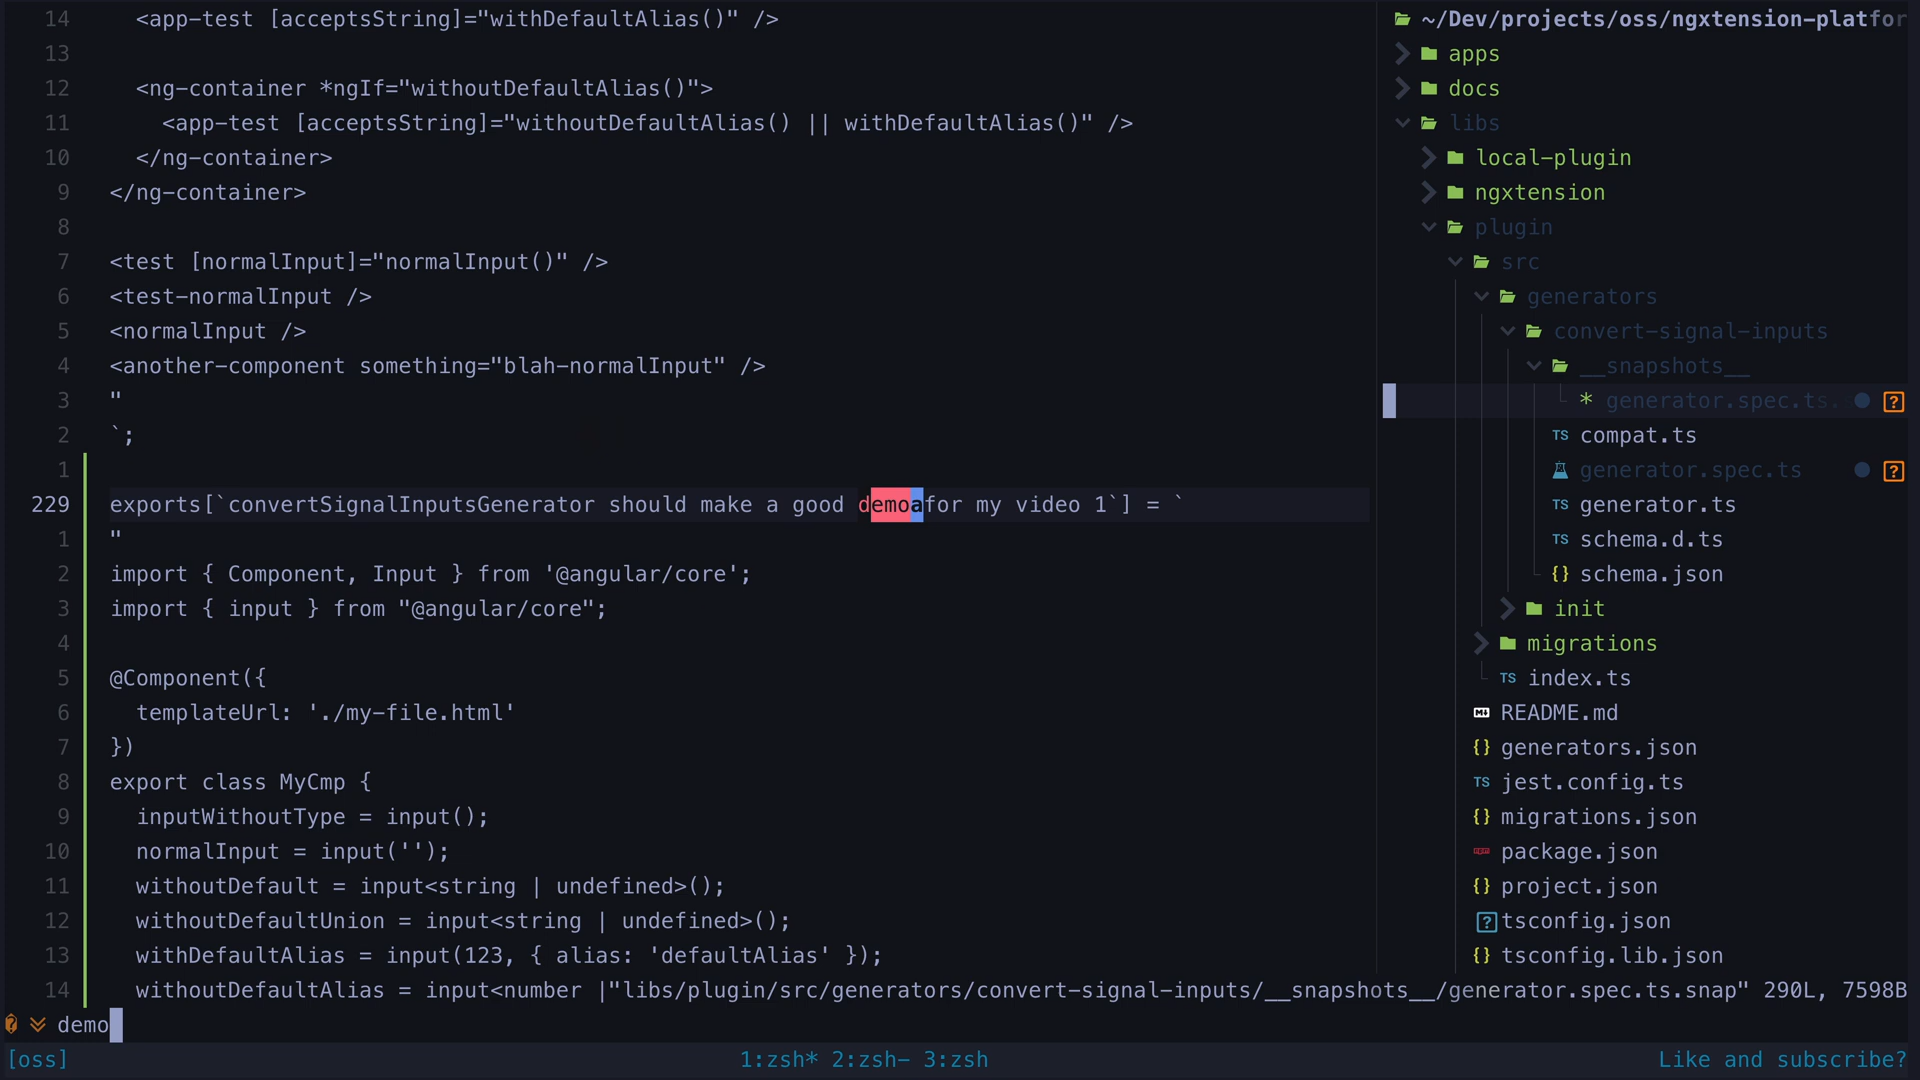 14   <app-test [acceptsString]="withDefaultAlias()" />
13
12   <ng-container *ngIf="withoutDefaultAlias()">
11     <app-test [acceptsString]="withoutDefaultAlias() || withDefaultAlias()" />
10   </ng-container>
9 </ng-container>
8
7 <test [normalInput]="normalInput()" />
6 <test-normalInput />
5 <normalInput />
4 <another-component something="blah-normalInput" />
3 "
2 `;
1
229 exports[`convertSignalInputsGenerator should make a good demoafor my video 1`] = `
1 "
2 import { Component, Input } from '@angular/core';
3 import { input } from "@angular/core";
4
5 @Component({
6   templateUrl: './my-file.html'
7 })
8 export class MyCmp {
9   inputWithoutType = input();
10   normalInput = input('');
11   withoutDefault = input<string | undefined>();
12   withoutDefaultUnion = input<string | undefined>();
13   withDefaultAlias = input(123, { alias: 'defaultAlias' });
14   withoutDefaultAlias = input<number |"libs/plugin/src/generators/convert-signal-inputs/__snapshots__/generator.spec.ts.snap" 290L, 7598B
demo
[oss] 1:zsh* 2:zsh- 3:zsh Like and subscribe?
~/Dev/projects/oss/ngxtension-platfor
apps
docs
libs
local-plugin
ngxtension
plugin
src
generators
convert-signal-inputs
__snapshots__
* generator.spec.ts. ?
TS compat.ts
generator.spec.ts ?
TS generator.ts
TS schema.d.ts
{} schema.json
init
migrations
TS index.ts
M↓ README.md
{} generators.json
TS jest.config.ts
{} migrations.json
package.json
{} project.json
? tsconfig.json
{} tsconfig.lib.json